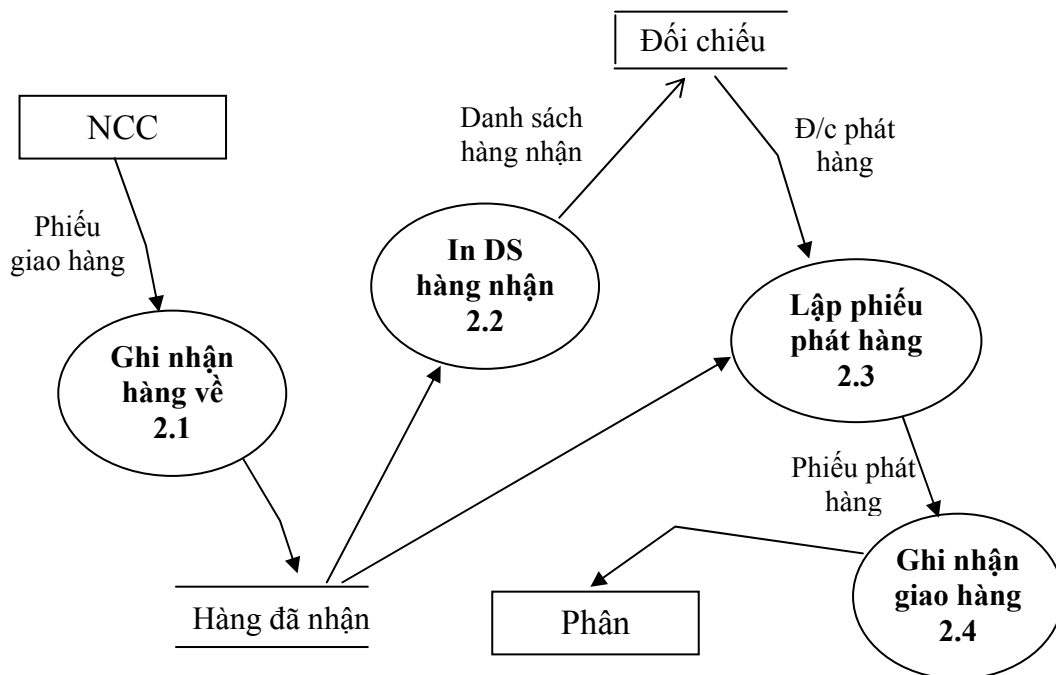 Đối chiếu
NCC
Danh sách
hàng nhận
Đ/c phát
hàng
Phiếu
giao hàng
In DS
hàng nhận
2.2
Lập phiếu
phát hàng
2.3
Ghi nhận
hàng về
2.1
Phiếu phát
hàng
Hàng đã nhận
Phân
Ghi nhận
giao hàng
2.4